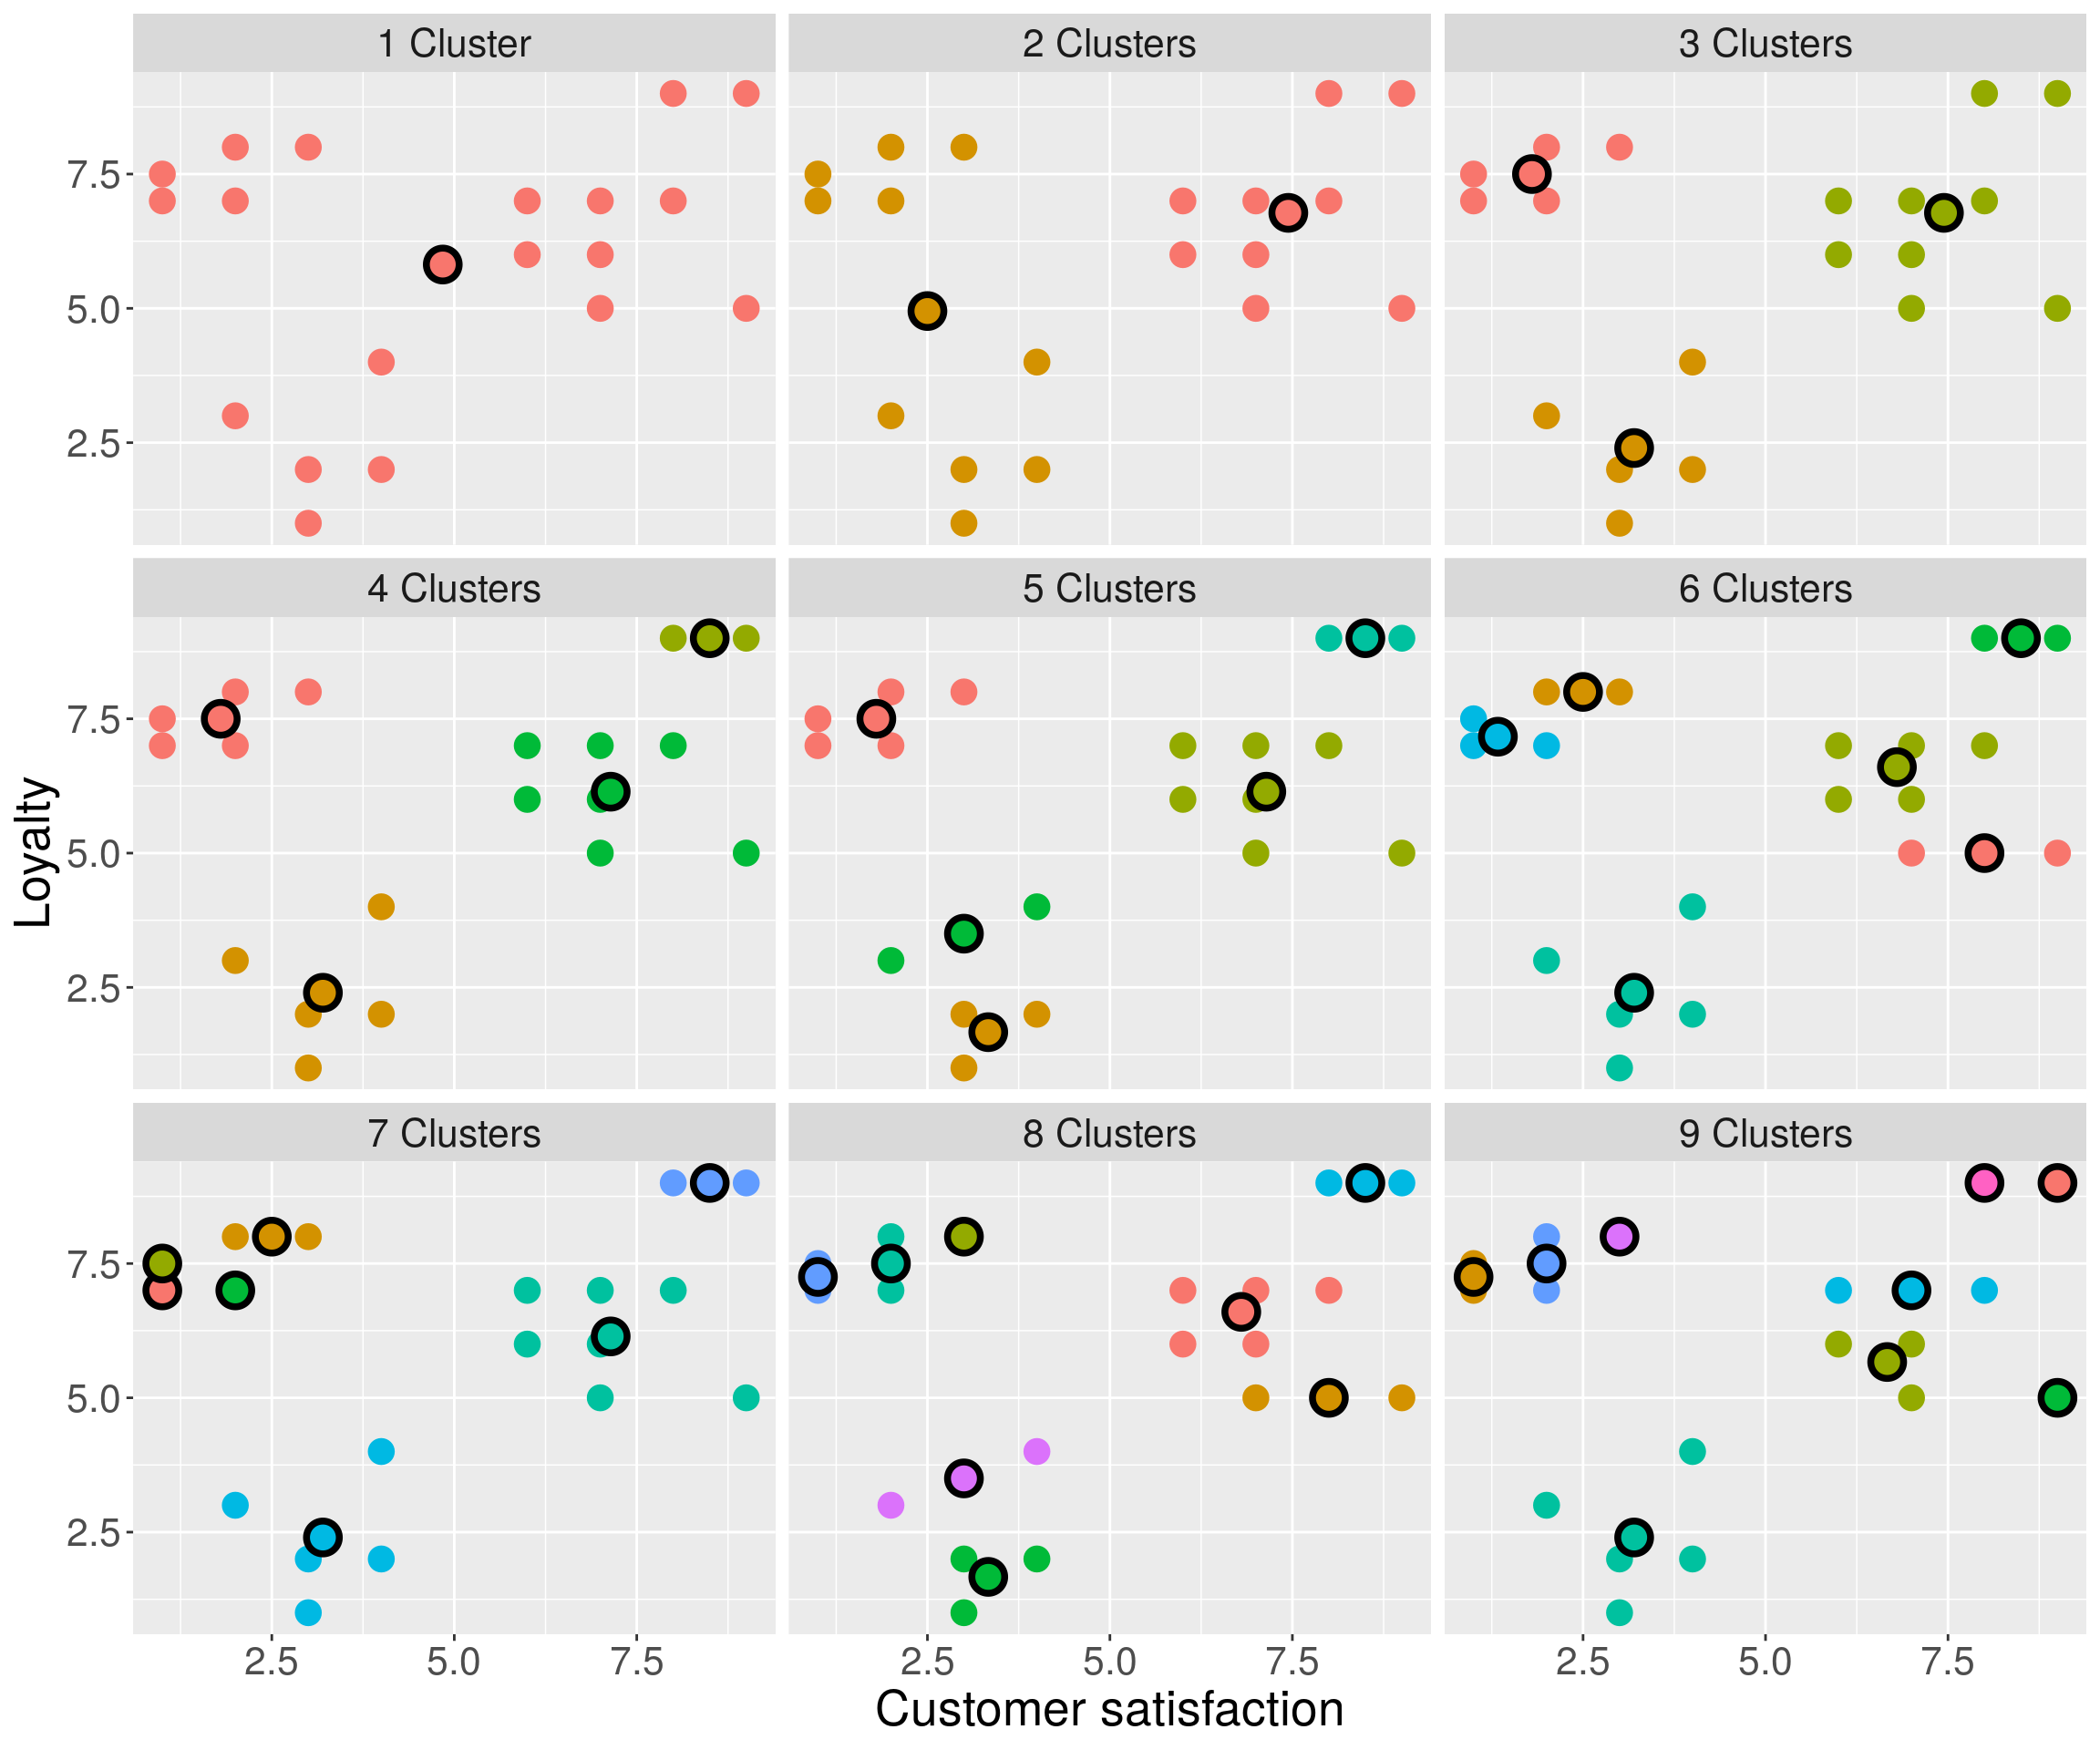 1 Cluster
2 Clusters
3 Clusters
7.5
5.0
2.5
4 Clusters
5 Clusters
6 Clusters
7.5
5.0
2.5
Loyalty
7 Clusters
8 Clusters
9 Clusters
7.5
5.0
2.5
2.5 5.0 7.5
2.5 5.0 7.5
2.5 5.0 7.5
Customer satisfaction